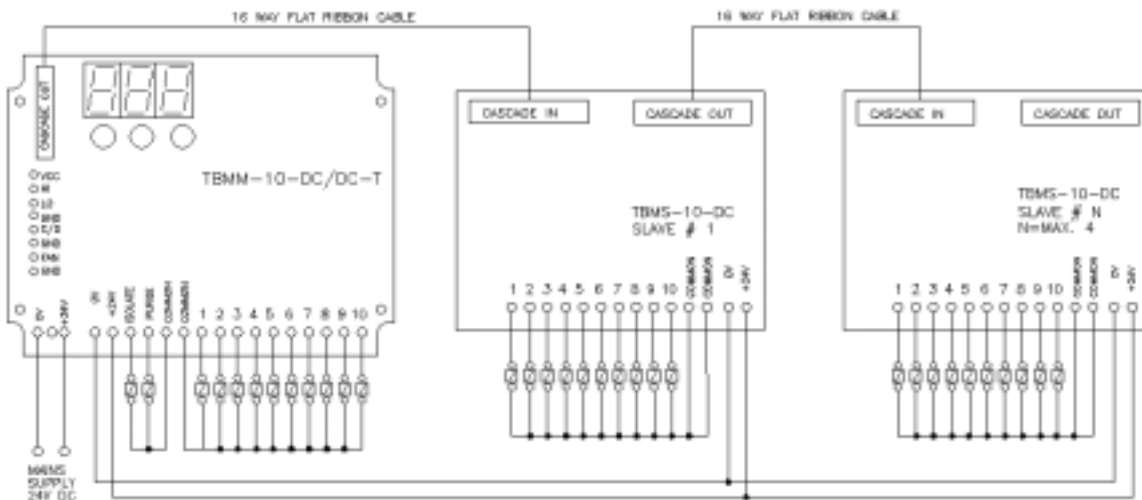 16 WAY FLAT RIBBON CABLE
16 WAY FLAT RIBBON CABLE
CASCADE OUT
CASCADE IN
CASCADE OUT
CASCADE IN
CASCADE OUT
TBMM-10-DC/DC-T
VCC
HI
LO
GND
E/D
GND
FAN
GND
TBMS-10-DC
SLAVE # 1
TBMS-10-DC
SLAVE # N
N=MAX. 4
0V
+24V
0V
+24V
ISOLATE
PURGE
COMMON
COMMON
1 2 3 4 5 6 7 8 9 10
1 2 3 4 5 6 7 8 9 10
COMMON
COMMON
0V
+24V
1 2 3 4 5 6 7 8 9 10
COMMON
COMMON
0V
+24V
MAINS
SUPPLY
24V DC